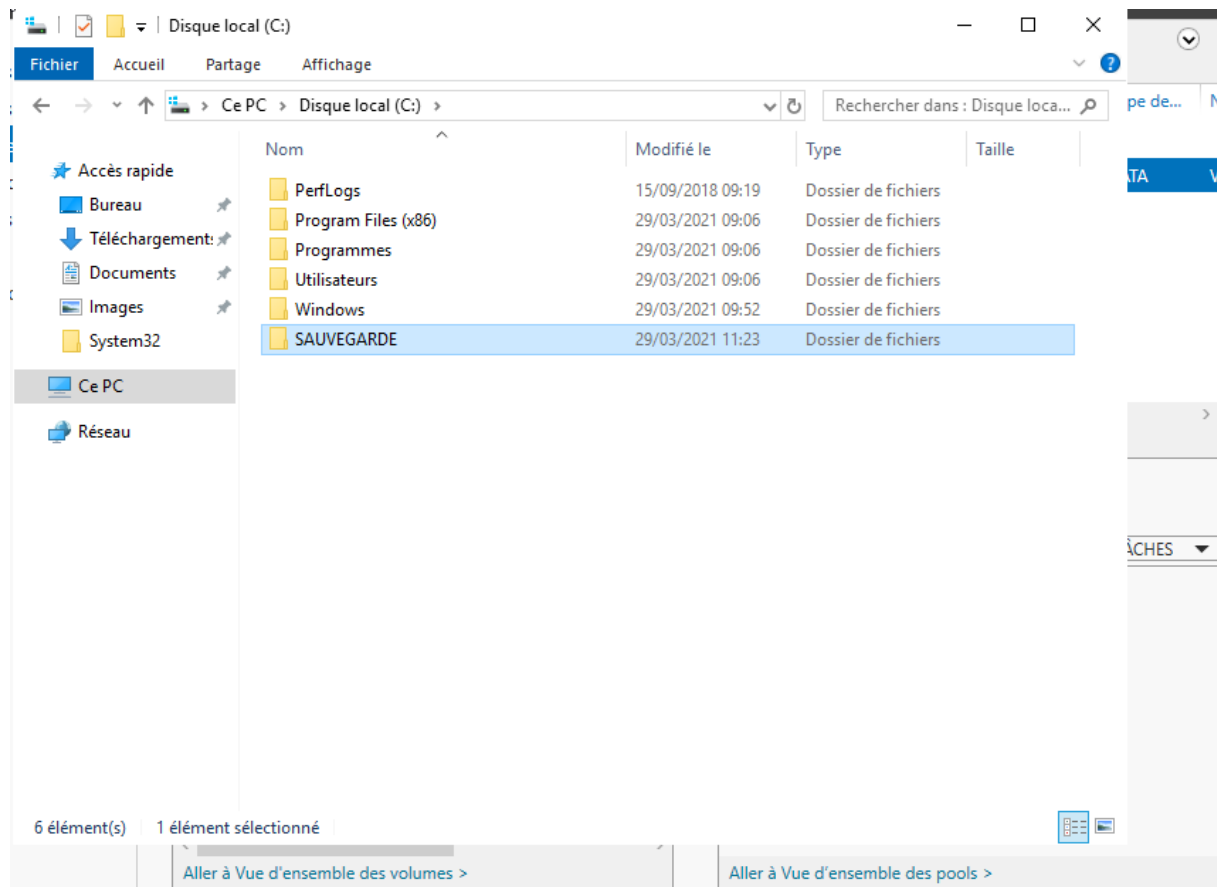 Disque local (C:)
Fichier Accueil Partage Affichage
Ce PC > Disque local (C:) >
Rechercher dans : Disque loca...
pe de...
Nom Modifié le Type Taille
Accès rapide
Bureau
Téléchargement
Documents
Images
System32
Ce PC
Réseau
PerfLogs 15/09/2018 09:19 Dossier de fichiers
Program Files (x86) 29/03/2021 09:06 Dossier de fichiers
Programmes 29/03/2021 09:06 Dossier de fichiers
Utilisateurs 29/03/2021 09:06 Dossier de fichiers
Windows 29/03/2021 09:52 Dossier de fichiers
SAUVEGARDE 29/03/2021 11:23 Dossier de fichiers
TA V
ÂCHES
6 élément(s) 1 élément sélectionné
Aller à Vue d'ensemble des volumes >
Aller à Vue d'ensemble des pools >